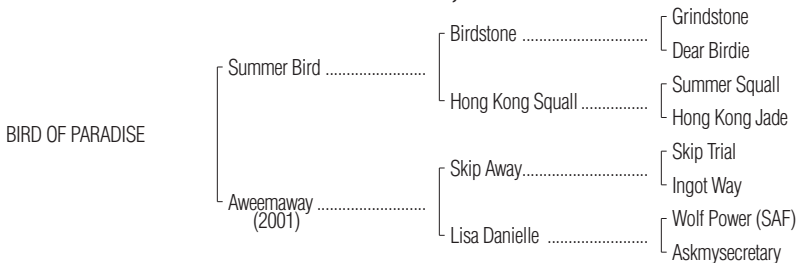 Grindstone
Birdstone ........................
Dear Birdie
Summer Bird .......................
Summer Squall
Hong Kong Squall .............
Hong Kong Jade
BIRD OF PARADISE
Skip Trial
Skip Away.......................
Ingot Way
Aweemaway .........................
(2001)
Wolf Power (SAF)
Lisa Danielle ...................
Askmysecretary